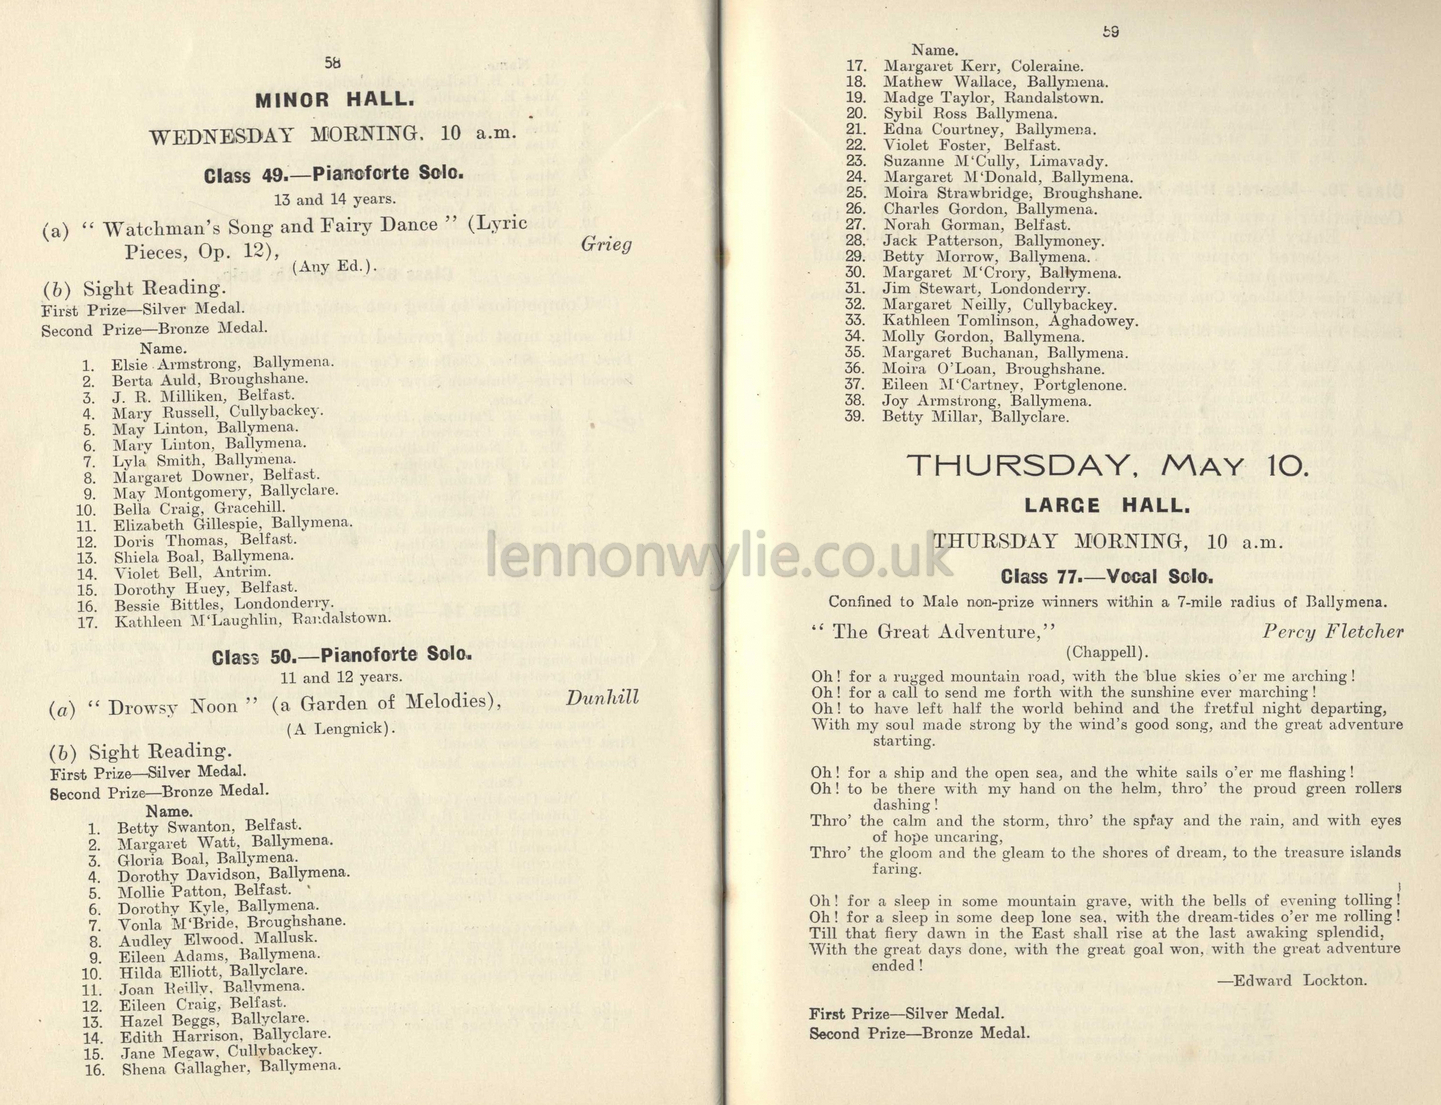 58
MINOR HALL.
WEDNESDAY MORNING, 10 a.m.
Class 49.—Pianoforte Solo.
13 and 14 years.
(a) “ Watchman's Song and Fairy Dance ” (Lyric
Pieces, Op. 12), Grieg
(Any Ed.).
(b) Sight Reading.
First Prize—Silver Medal.
Second Prize—Bronze Medal.
Name.
1. Elsie Armstrong, Ballymena.
2. Berta Auld, Broughshane.
3. J. R. Milliken, Belfast.
4. Mary Russell, Cullybackey.
5. May Linton, Ballymena.
6. Mary Linton, Ballymena.
7. Lyla Smith, Ballymena.
8. Margaret Downer, Belfast.
9. May Montgomery, Ballyclare.
10. Bella Craig, Gracehill.
11. Elizabeth Gillespie, Ballymena.
12. Doris Thomas, Belfast.
13. Shiela Boal, Ballymena.
14. Violet Bell, Antrim.
15. Dorothy Huey, Belfast.
16. Bessie Bittles, Londonderry.
17. Kathleen M'Laughlin, Randalstown.
Class 50.—Pianoforte Solo.
11 and 12 years.
(a) “ Drowsy Noon ” (a Garden of Melodies), Dunhill
(A Lengnick).
(b) Sight Reading.
First Prize—Silver Medal.
Second Prize—Bronze Medal.
Name.
1. Betty Swanton, Belfast.
2. Margaret Watt, Ballymena.
3. Gloria Boal, Ballymena.
4. Dorothy Davidson, Ballymena.
5. Mollie Patton, Belfast.
6. Dorothy Kyle, Ballymena.
7. Vonla M'Bride, Broughshane.
8. Audley Elwood. Mallusk.
9. Eileen Adams, Ballymena.
10. Hilda Elliott, Ballyclare.
11. Joan Reilly, Ballymena.
12. Eileen Craig, Belfast.
13. Hazel Beggs, Ballyclare.
14. Edith Harrison, Ballyclare.
15. Jane Megaw, Cullybackey.
16. Shena Gallagher, Ballymena.
59
Name.
17. Margaret Kerr, Coleraine.
18. Mathew Wallace, Ballymena.
19. Madge Taylor, Randalstown.
20. Sybil Ross Ballymena.
21. Edna Courtney, Ballymena.
22. Violet Foster, Belfast.
23. Suzanne M'Cully, Limavady.
24. Margaret M'Donald, Ballymena.
25. Moira Strawbridge, Broughshane.
26. Charles Gordon, Ballymena.
27. Norah Gorman, Belfast.
28. Jack Patterson, Ballymoney.
29. Betty Morrow, Ballymena.
30. Margaret M'Crory, Ballymena.
31. Jim Stewart, Londonderry.
32. Margaret Neilly, Cullybackey.
33. Kathleen Tomlinson, Aghadowey.
34. Molly Gordon, Ballymena.
35. Margaret Buchanan, Ballymena.
36. Moira O'Loan, Broughshane.
37. Eileen M'Cartney, Portglenone.
38. Joy Armstrong, Ballymena.
39. Betty Millar, Ballyclare.
THURSDAY, MAY 10.
LARGE HALL.
THURSDAY MORNING, 10 a.m.
Class 77.—Vocal Solo.
Confined to Male non-prize winners within a 7-mile radius of Ballymena.
“ The Great Adventure,” Percy Fletcher
(Chappell).
Oh! for a rugged mountain road, with the blue skies o'er me arching!
Oh! for a call to send me forth with the sunshine ever marching!
Oh! to have left half the world behind and the fretful night departing,
With my soul made strong by the wind's good song, and the great adventure
starting.
Oh! for a ship and the open sea, and the white sails o'er me flashing!
Oh! to be there with my hand on the helm, thro' the proud green rollers
dashing!
Thro' the calm and the storm, thro' the spray and the rain, and with eyes
of hope uncaring,
Thro' the gloom and the gleam to the shores of dream, to the treasure islands
faring.
Oh! for a sleep in some mountain grave, with the bells of evening tolling!
Oh! for a sleep in some deep lone sea, with the dream-tides o'er me rolling!
Till that fiery dawn in the East shall rise at the last awaking splendid,
With the great days done, with the great goal won, with the great adventure
ended!
—Edward Lockton.
First Prize—Silver Medal.
Second Prize—Bronze Medal.
lennonwylie.co.uk